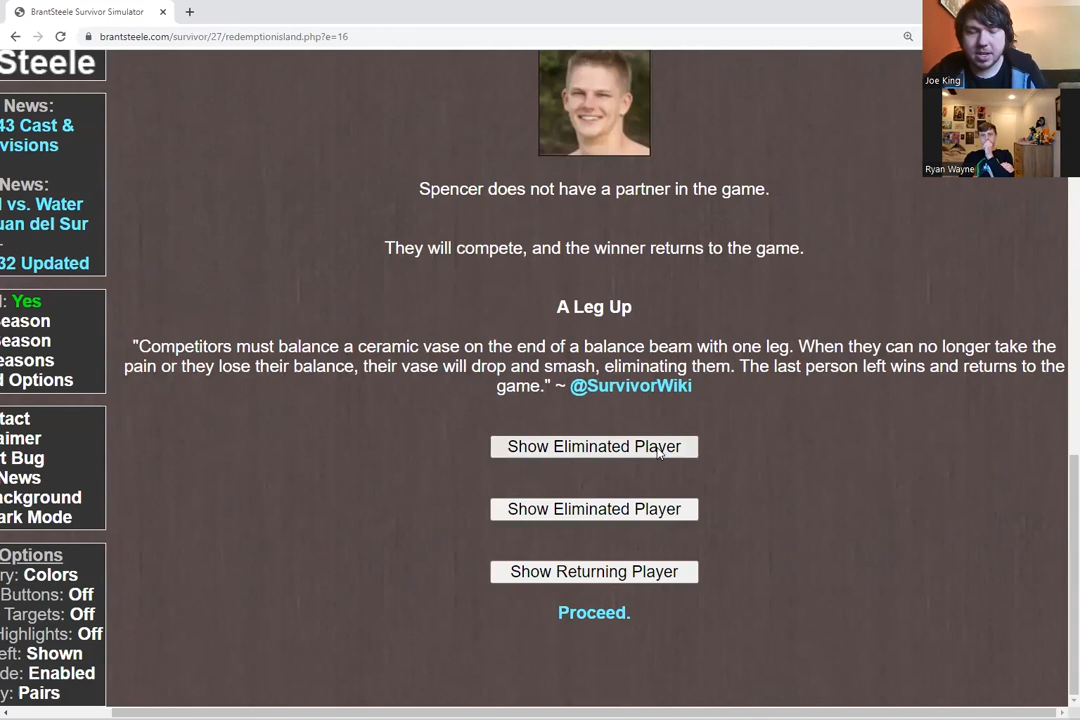 BrantSteele Survivor Simulator
brantsteele.com/survivor/27/redemptionisland.php?e=16
Steele
News:
43 Cast &
visions
News:
l vs. Water
uan del Sur
-
32 Updated
: Yes
Season
Season
easons
d Options
tact
aimer
t Bug
News
ackground
ark Mode
Options
ry: Colors
Buttons: Off
Targets: Off
Highlights: Off
eft: Shown
de: Enabled
y: Pairs
Spencer does not have a partner in the game.
They will compete, and the winner returns to the game.
A Leg Up
"Competitors must balance a ceramic vase on the end of a balance beam with one leg. When they can no longer take the
pain or they lose their balance, their vase will drop and smash, eliminating them. The last person left wins and returns to the
game." ~ @SurvivorWiki
Show Eliminated Player
Show Eliminated Player
Show Returning Player
Proceed.
Joe King
Ryan Wayne